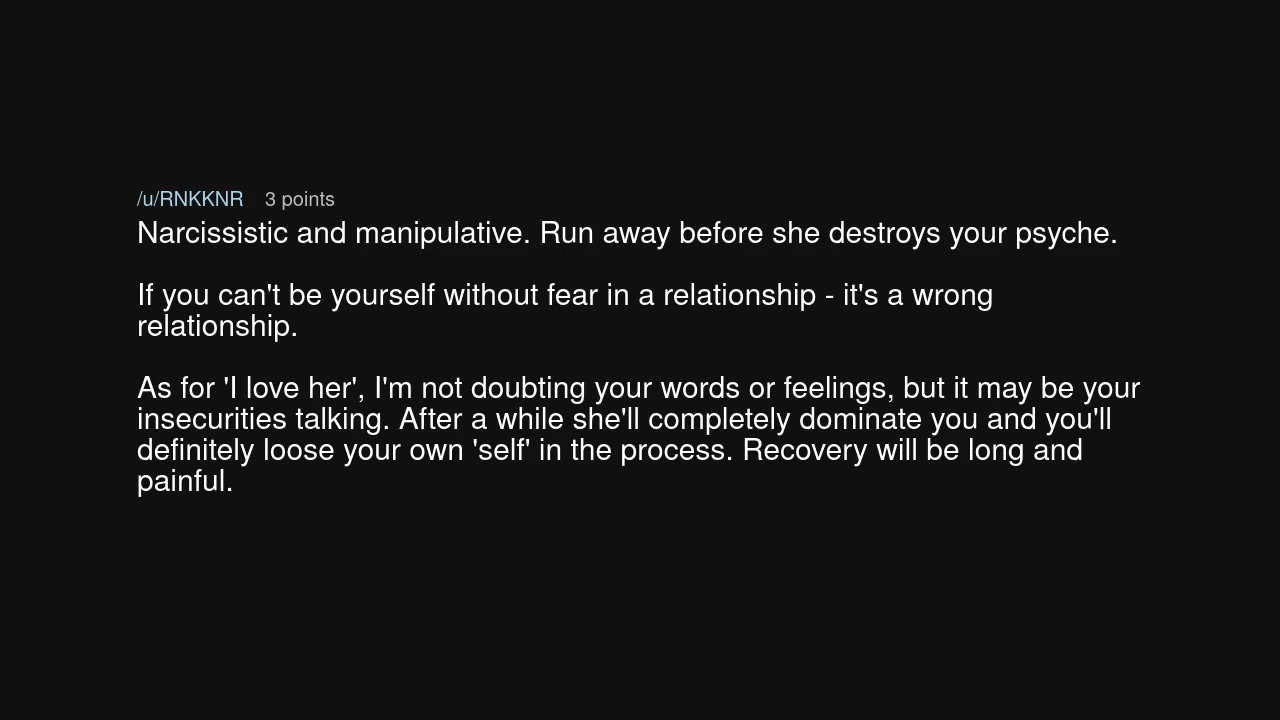 /u/RNKKNR 3 points
Narcissistic and manipulative. Run away before she destroys your psyche.
If you can't be yourself without fear in a relationship - it's a wrong
relationship.
As for 'I love her', I'm not doubting your words or feelings, but it may be your
insecurities talking. After a while she'll completely dominate you and you'll
definitely loose your own 'self' in the process. Recovery will be long and
painful.